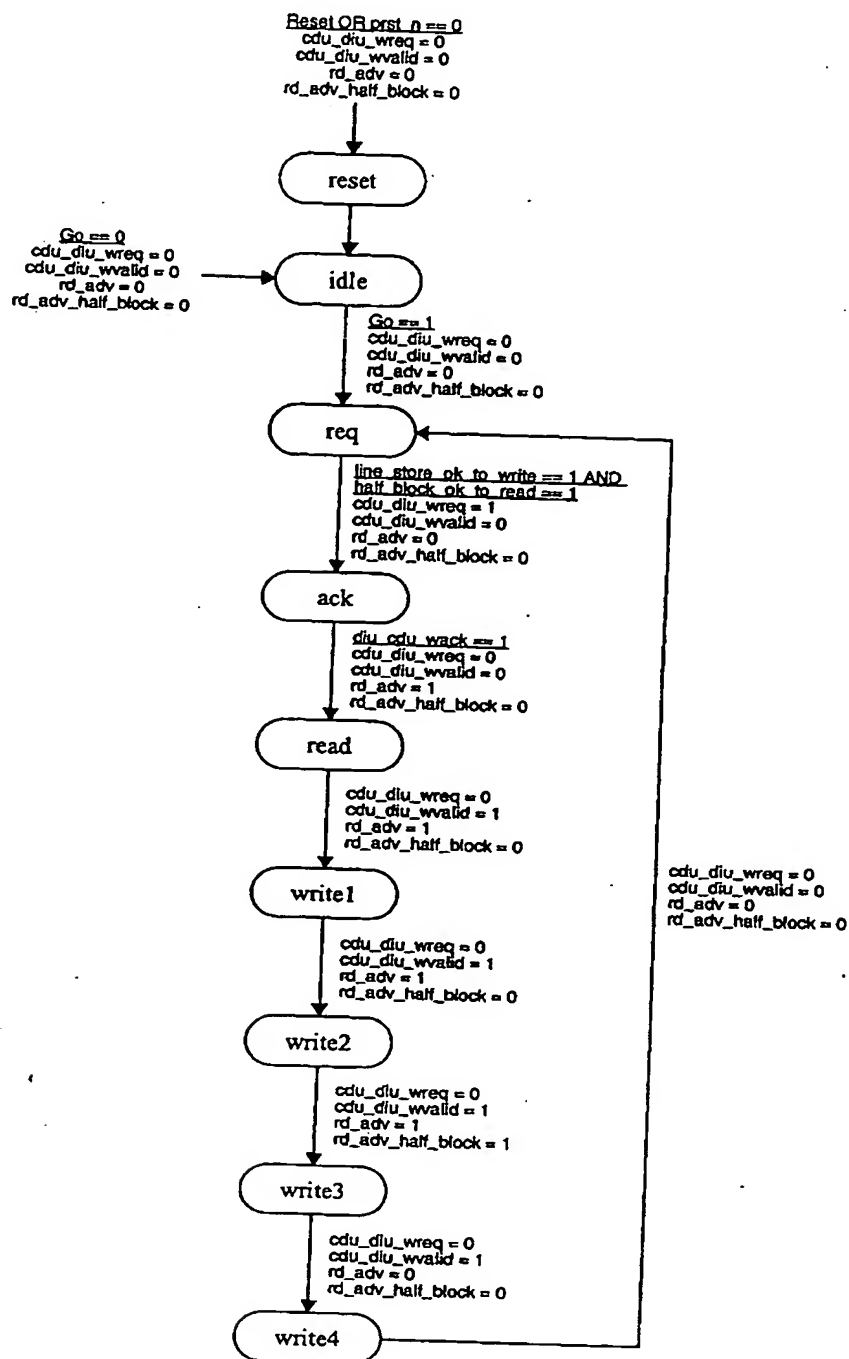 Reset OR prst_n == 0
cdu_diu_wreq = 0
cdu_diu_wvalid = 0
rd_adv = 0
rd_adv_half_block = 0
reset
Go == 0
cdu_diu_wreq = 0
cdu_diu_wvalid = 0
rd_adv = 0
rd_adv_half_block = 0
idle
Go == 1
cdu_diu_wreq = 0
cdu_diu_wvalid = 0
rd_adv = 0
rd_adv_half_block = 0
req
line_store_ok_to_write == 1 AND
half_block_ok_to_read == 1
cdu_diu_wreq = 1
cdu_diu_wvalid = 0
rd_adv = 0
rd_adv_half_block = 0
ack
diu_cdu_wack == 1
cdu_diu_wreq = 0
cdu_diu_wvalid = 0
rd_adv = 1
rd_adv_half_block = 0
read
cdu_diu_wreq = 0
cdu_diu_wvalid = 1
rd_adv = 1
rd_adv_half_block = 0
cdu_diu_wreq = 0
cdu_diu_wvalid = 0
rd_adv = 0
rd_adv_half_block = 0
write1
cdu_diu_wreq = 0
cdu_diu_wvalid = 1
rd_adv = 1
rd_adv_half_block = 0
write2
cdu_diu_wreq = 0
cdu_diu_wvalid = 1
rd_adv = 1
rd_adv_half_block = 1
write3
cdu_diu_wreq = 0
cdu_diu_wvalid = 1
rd_adv = 0
rd_adv_half_block = 0
write4